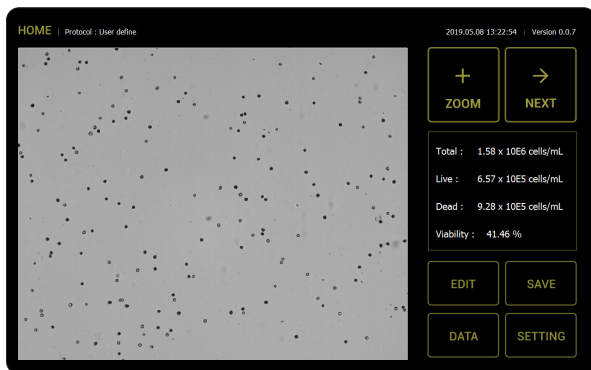 HOME | Protocol : User define
2019.05.08 13:22:54 | Version 0.0.7
+
ZOOM
→
NEXT
Total : 1.58 x 10E6 cells/mL
Live : 6.57 x 10E5 cells/mL
Dead : 9.28 x 10E5 cells/mL
Viability : 41.46 %
EDIT
SAVE
DATA
SETTING